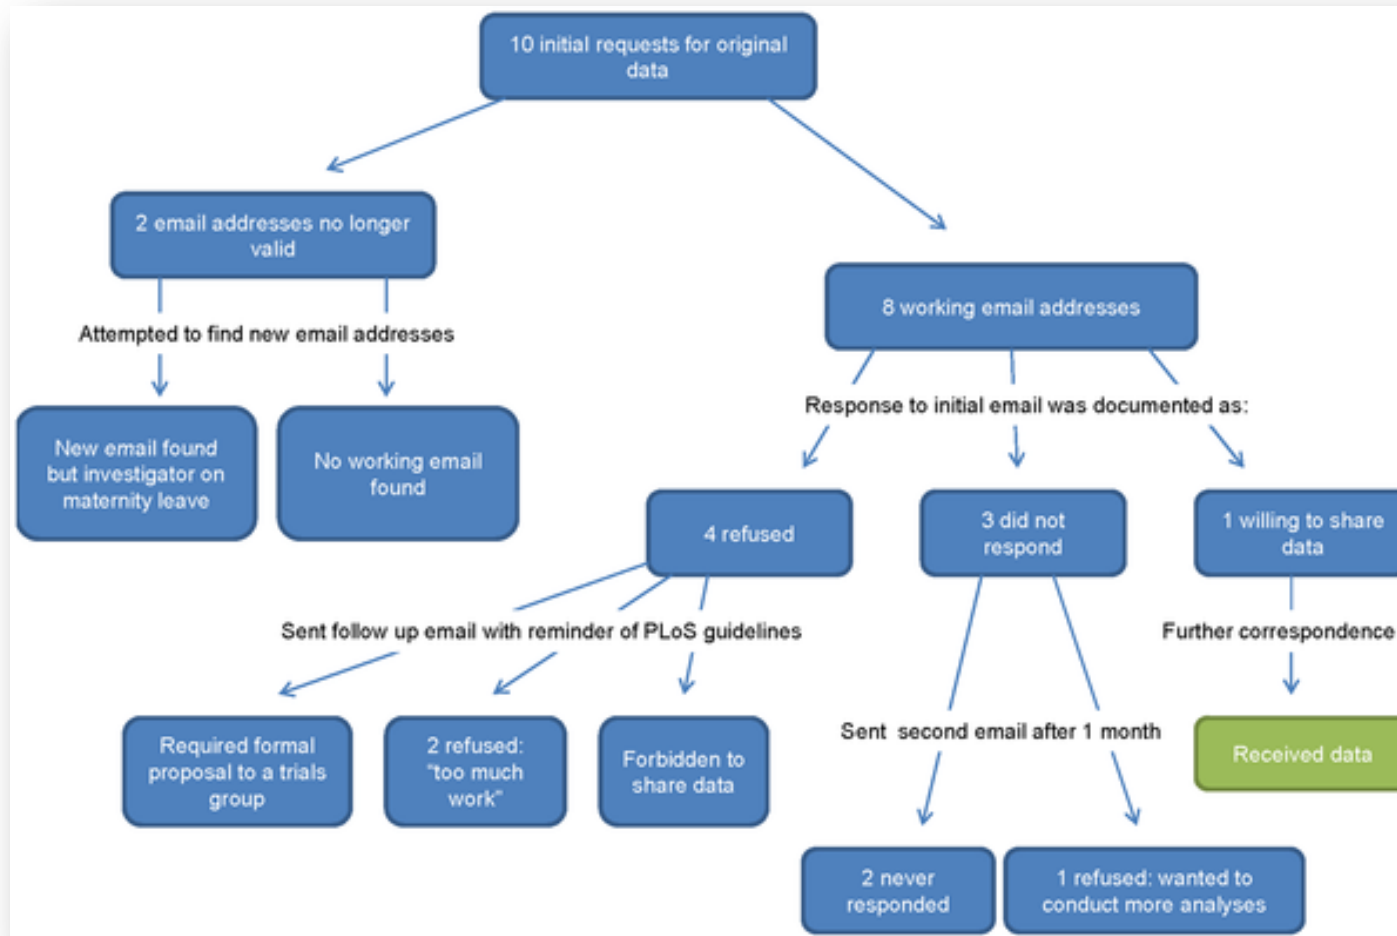 10 initial requests for original
data
2 email addresses no longer
valid
8 working email addresses
Attempted to find new email addresses
Response to initial email was documented as:
New email found
but investigator on
maternity leave
No working email
found
4 refused
3 did not
respond
1 willing to share
data
Sent follow up email with reminder of PLoS guidelines
Further correspondence
Required formal
proposal to a trials
group
2 refused:
"too much
work"
Forbidden to
share data
Sent second email after 1 month
Received data
2 never
responded
1 refused: wanted to
conduct more analyses